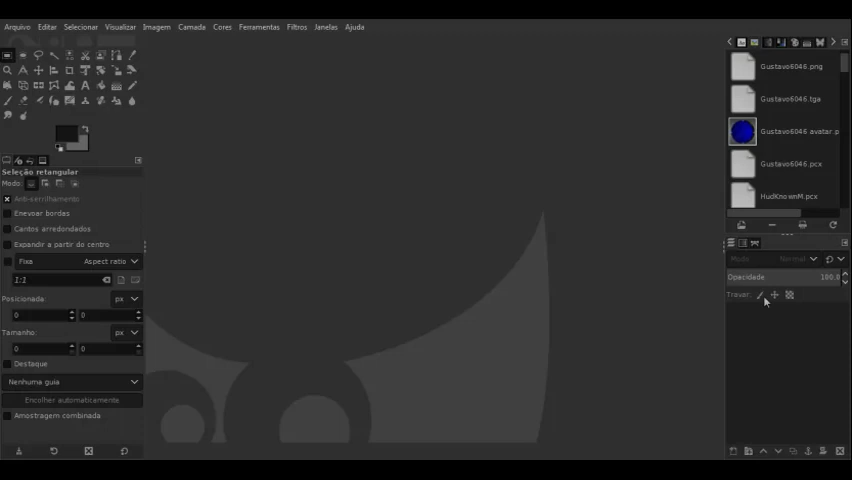 Arquivo Editar Selecionar Visualizar Imagem Camada Cores Ferramentas Filtros Janelas Ajuda
Seleção retangular
Modo:
Anti-serrilhamento
Enevoar bordas
Cantos arredondados
Expandir a partir do centro
Fixa Aspect ratio
1:1
Posicionada: px
0 0
Tamanho: px
0 0
Destaque
Nenhuma guia
Encolher automaticamente
Amostragem combinada
Gustavo6046.png
Gustavo6046.tga
Gustavo6046 avatar.p
Gustavo6046.pcx
HudKnownM.pcx
Modo Normal
Opacidade 100,0
Travar: